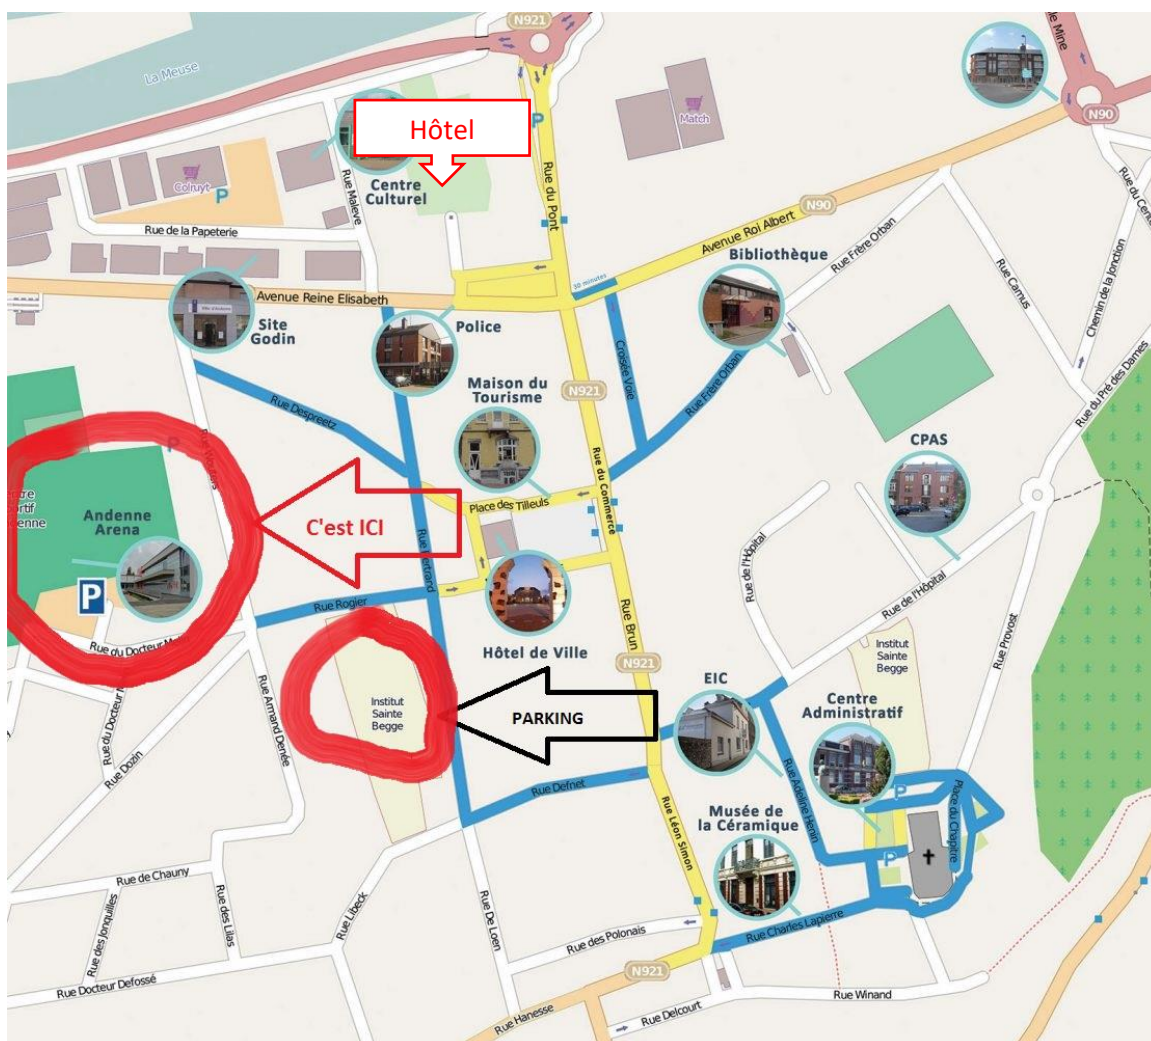 N921
La Meuse
ale Mine
Hôtel
P
Match
N90
Colruyt
P
Centre
Culturel
Rue Maleve
Rue du Pont
Rue de la Papeterie
Avenue Roi Albert
N90
Rue Frère Orban
Bibliothèque
30 minutes
Avenue Reine Elisabeth
Site
Godin
Police
Croisée Voie
Rue Camus
Chemin de la Jonction
Maison du
Tourisme
N921
Rue Frère Orban
Rue du Pré des Dames
Rue Despreetz
CPAS
P
Rue Wouters
Rue du Commerce
Place des Tilleuls
Andenne
Arena
C'est ICI
P
Rue Bertrand
Rue Rogier
Hôtel de Ville
Rue de l'Hôpital
Rue de l'Hôpital
Rue Brun
N921
Rue Provost
Institut
Sainte
Begge
Institut
Sainte
Begge
PARKING
EIC
Centre
Administratif
Rue Armand Denée
Rue Dozin
Rue Defnet
Rue Adeline Henin
Place du Chapitre
P
P
Rue Léon Simon
Musée de
la Céramique
Rue de Chauny
Rue des Jonquilles
Rue des Lilas
Rue Libeck
Rue De Loen
Rue des Polonais
Rue Charles Lapierre
N921
Rue Docteur Defossé
Rue Hanesse
Rue Delcourt
Rue Winand